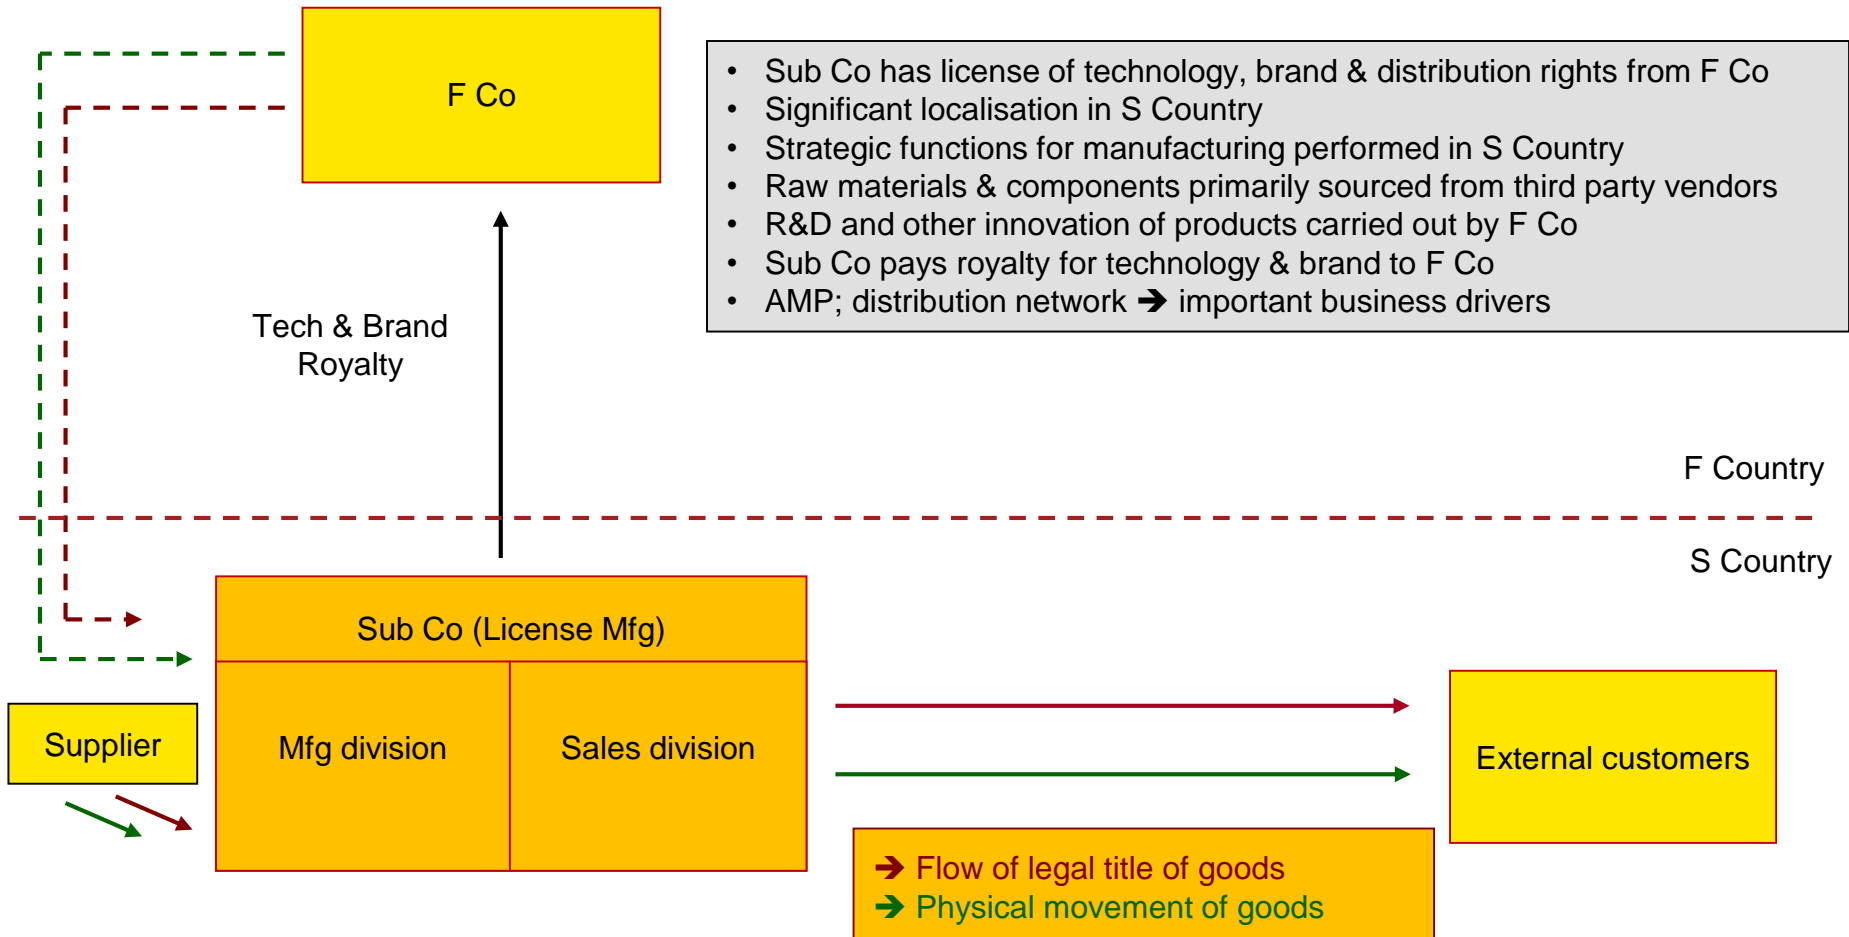 F Co
• Sub Co has license of technology, brand & distribution rights from F Co
• Significant localisation in S Country
• Strategic functions for manufacturing performed in S Country
• Raw materials & components primarily sourced from third party vendors
• R&D and other innovation of products carried out by F Co
• Sub Co pays royalty for technology & brand to F Co
• AMP; distribution network ➔ important business drivers
Tech & Brand
Royalty
F Country
S Country
Sub Co (License Mfg)
Supplier
Mfg division
Sales division
External customers
➔ Flow of legal title of goods
➔ Physical movement of goods